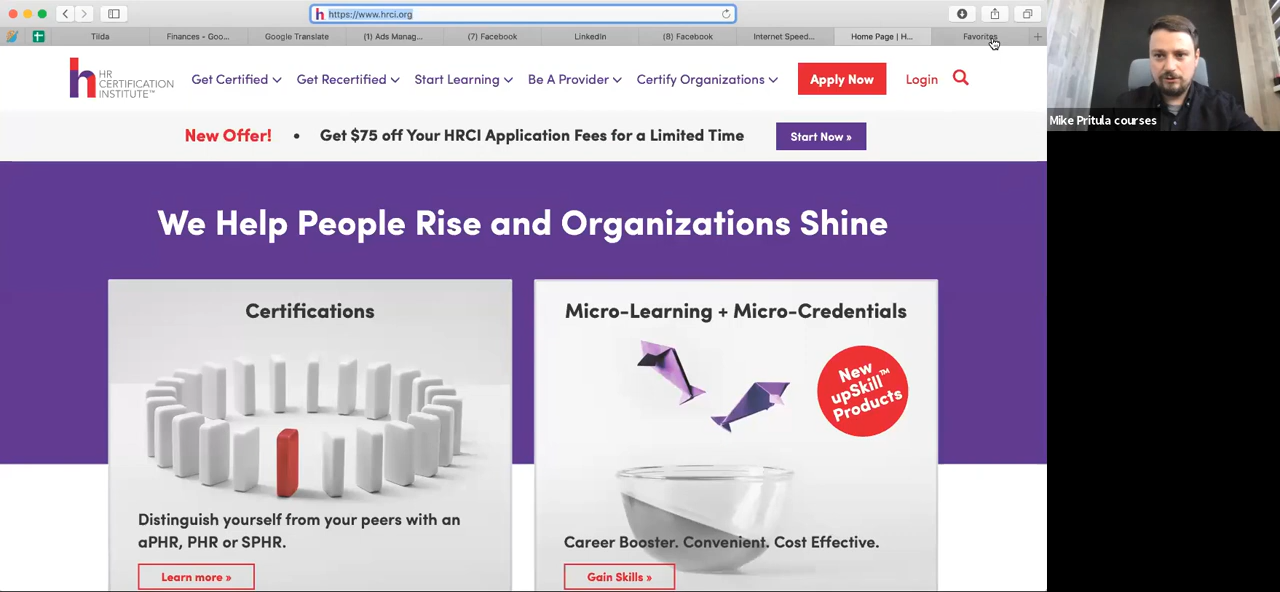 https://www.hrci.org
Tilda
Finances - Goo...
Google Translate
(1) Ads Manag...
(7) Facebook
LinkedIn
(8) Facebook
Internet Speed...
Home Page | H...
Favorites
HR
CERTIFICATION
INSTITUTE™
Get Certified
Get Recertified
Start Learning
Be A Provider
Certify Organizations
Apply Now
Login
New Offer! • Get $75 off Your HRCI Application Fees for a Limited Time
Start Now »
We Help People Rise and Organizations Shine
Certifications
Distinguish yourself from your peers with an
aPHR, PHR or SPHR.
Learn more »
Micro-Learning + Micro-Credentials
New
upSkill™
Products
Career Booster. Convenient. Cost Effective.
Gain Skills »
Mike Pritula courses